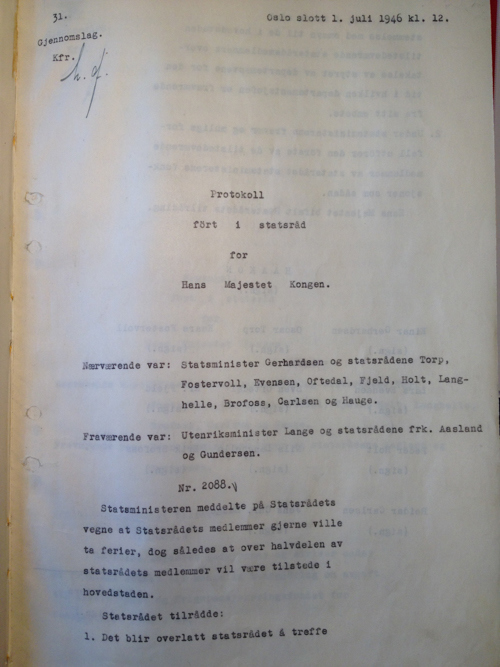 31.
Oslo slott 1. juli 1946 kl. 12.
Gjennomslag.
Kfr.
Protokoll
fört i statsråd
for
Hans Majestet Kongen.
Nærværende var: Statsminister Gerhardsen og statsrådene Torp,
Fostervoll, Evensen, Oftedal, Fjeld, Holt, Lang-
helle, Brofoss, Carlsen og Hauge.
Fraværende var: Utenriksminister Lange og statsrådene frk. Aasland
og Gundersen.
Nr. 2088.
Statsministeren meddelte på Statsrådets
vegne at Statsrådets medlemmer gjerne ville
ta ferier, dog således at over halvdelen av
statsrådets medlemmer vil være tilstede i
hovedstaden.
Statsrådet tilrådde:
1. Det blir overlatt statsrådet å treffe